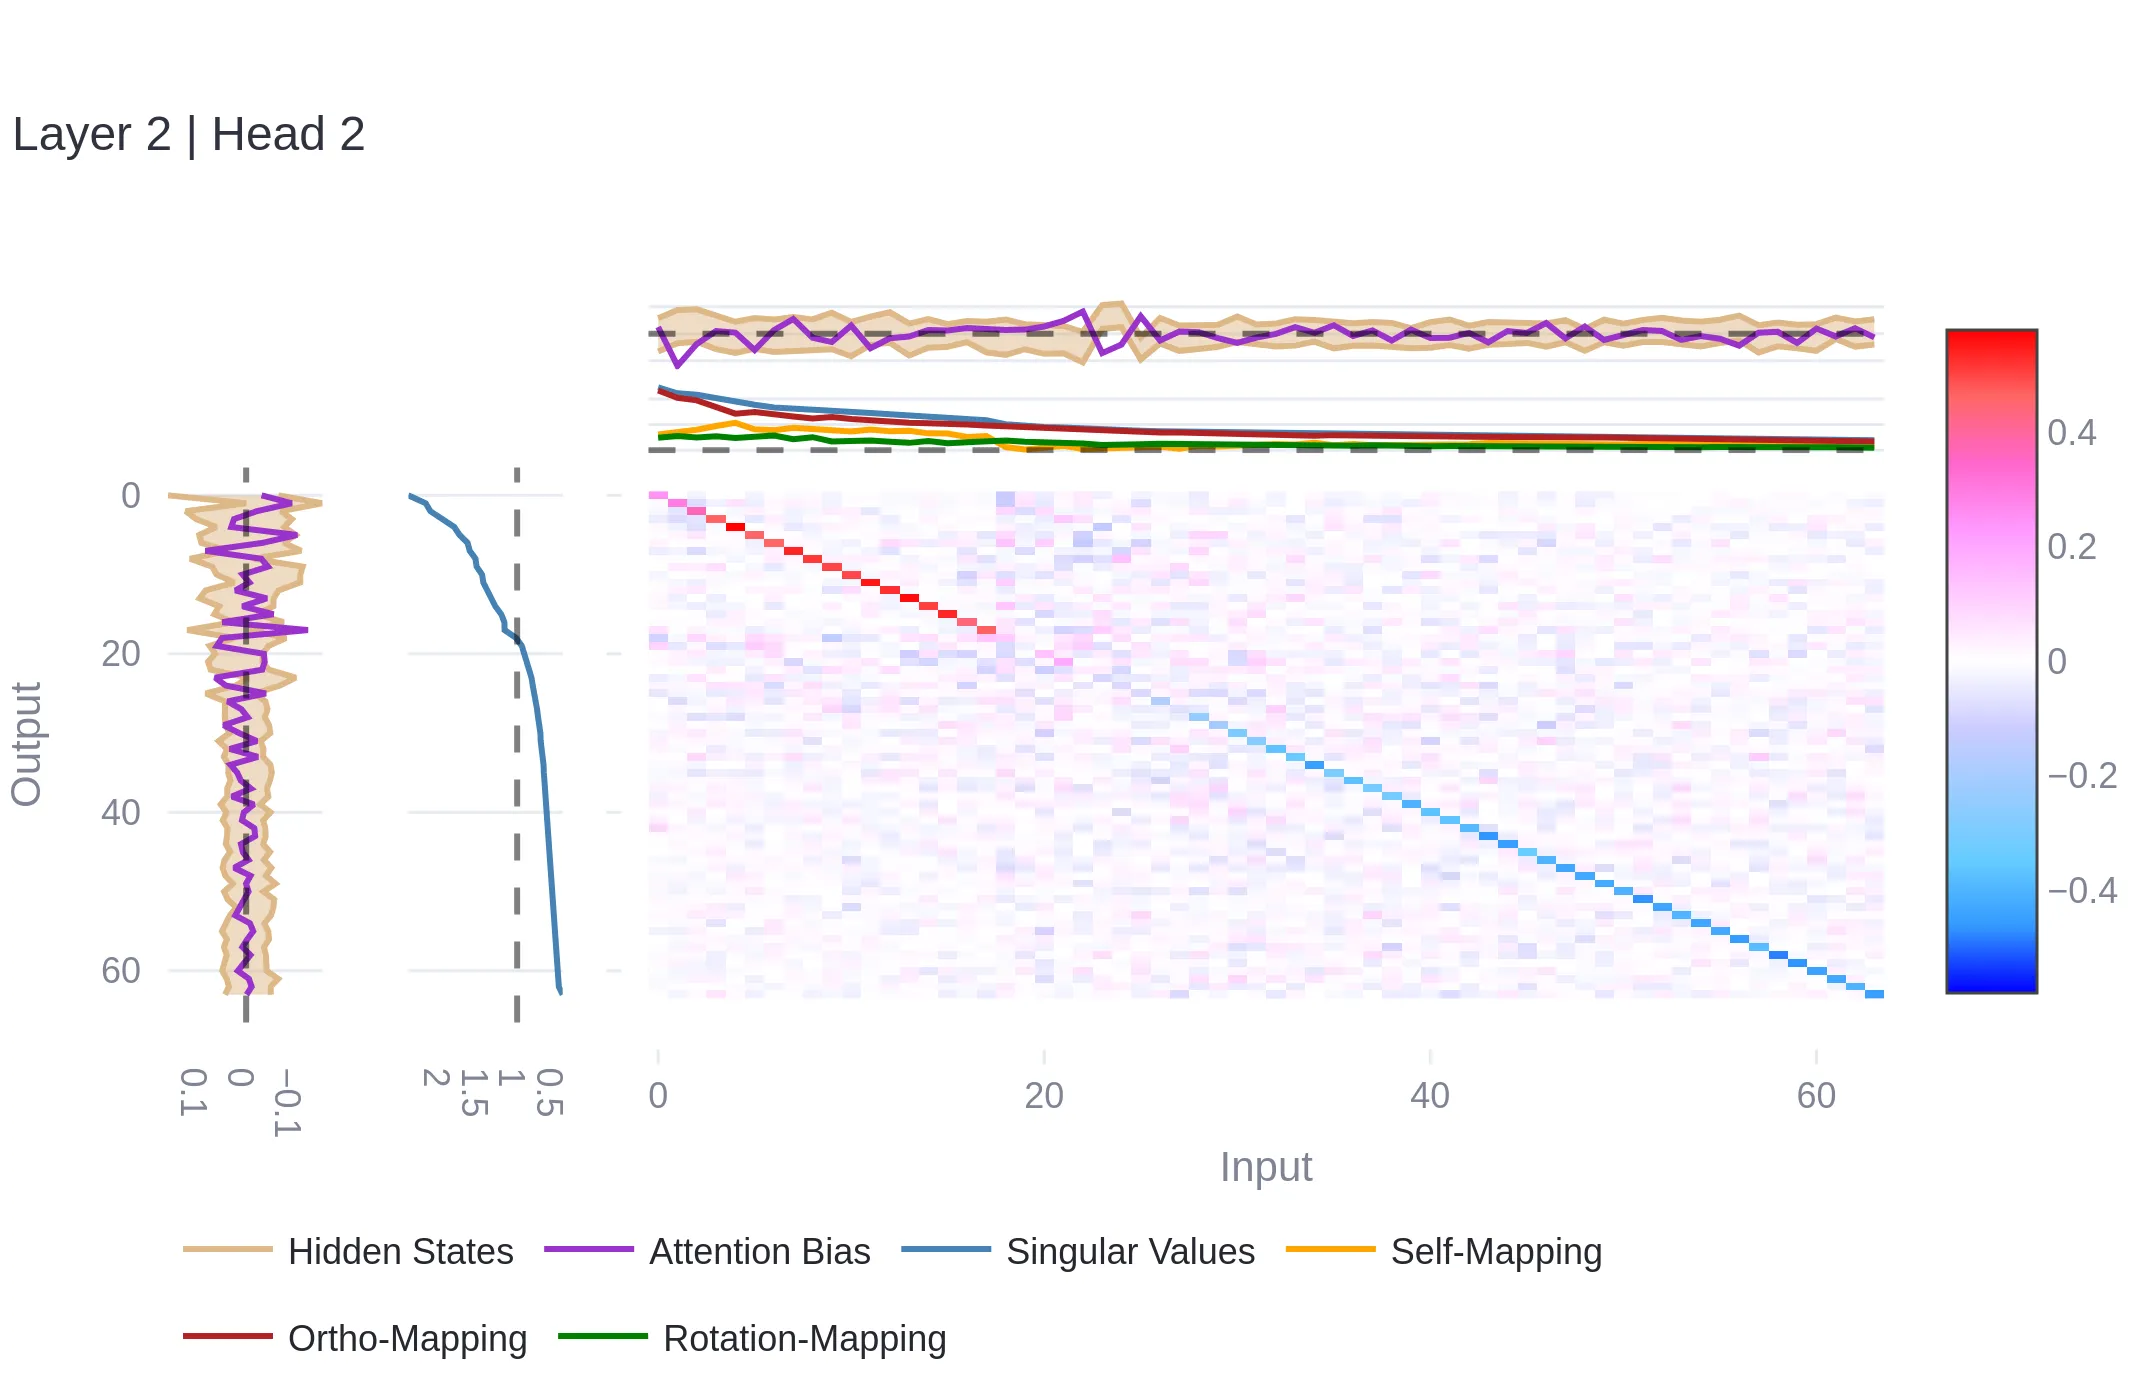 Layer 2 | Head 2
0
20
40
60
Output
0.1
0
−0.1
2
1.5
1
0.5
0
20
40
60
Input
0.4
0.2
0
−0.2
−0.4
Hidden States
Attention Bias
Singular Values
Self-Mapping
Ortho-Mapping
Rotation-Mapping